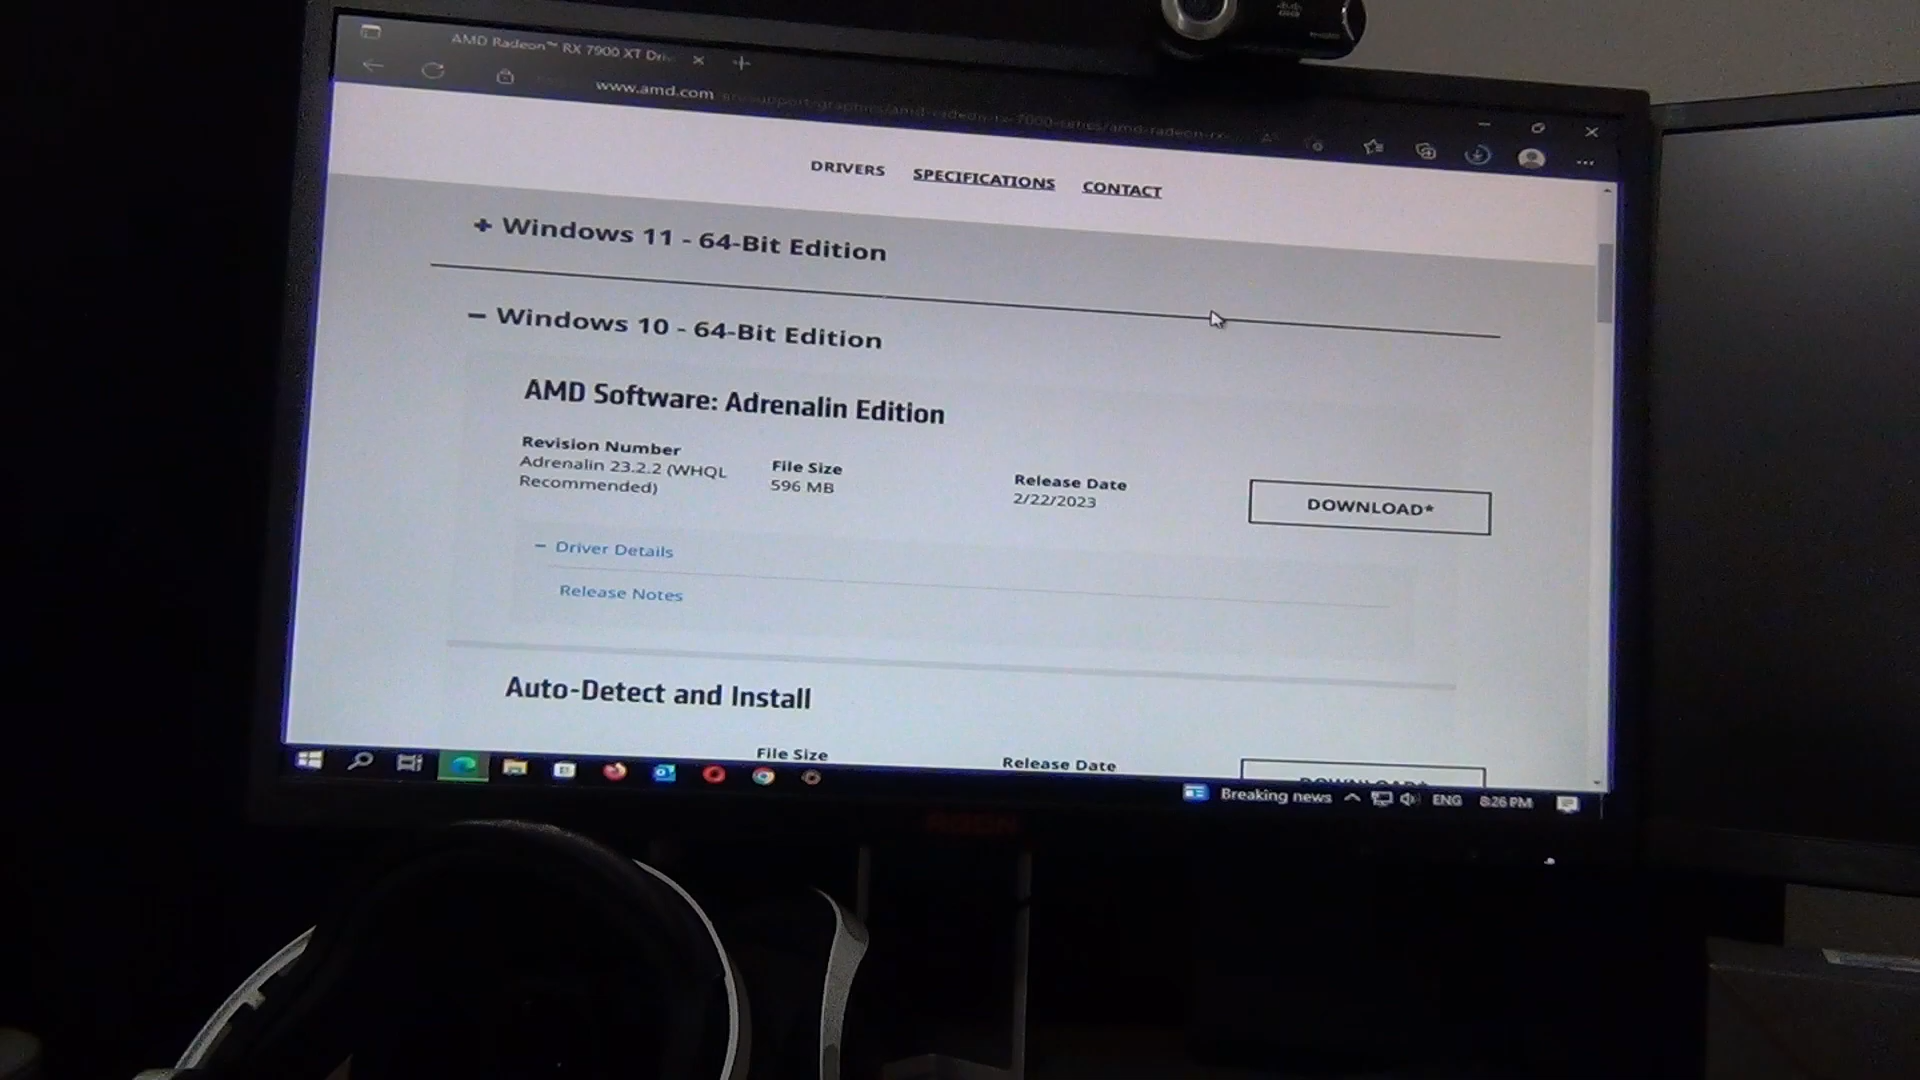 AMD Radeon™ RX 7900 XT Dri
www.amd.com
DRIVERS SPECIFICATIONS CONTACT
+ Windows 11 - 64-Bit Edition
− Windows 10 - 64-Bit Edition
AMD Software: Adrenalin Edition
Revision Number
Adrenalin 23.2.2 (WHQL
Recommended)
File Size
596 MB
Release Date
2/22/2023
DOWNLOAD*
− Driver Details
Release Notes
Auto-Detect and Install
File Size
Release Date
DOWNLOAD*
Breaking news ENG 8:26 PM